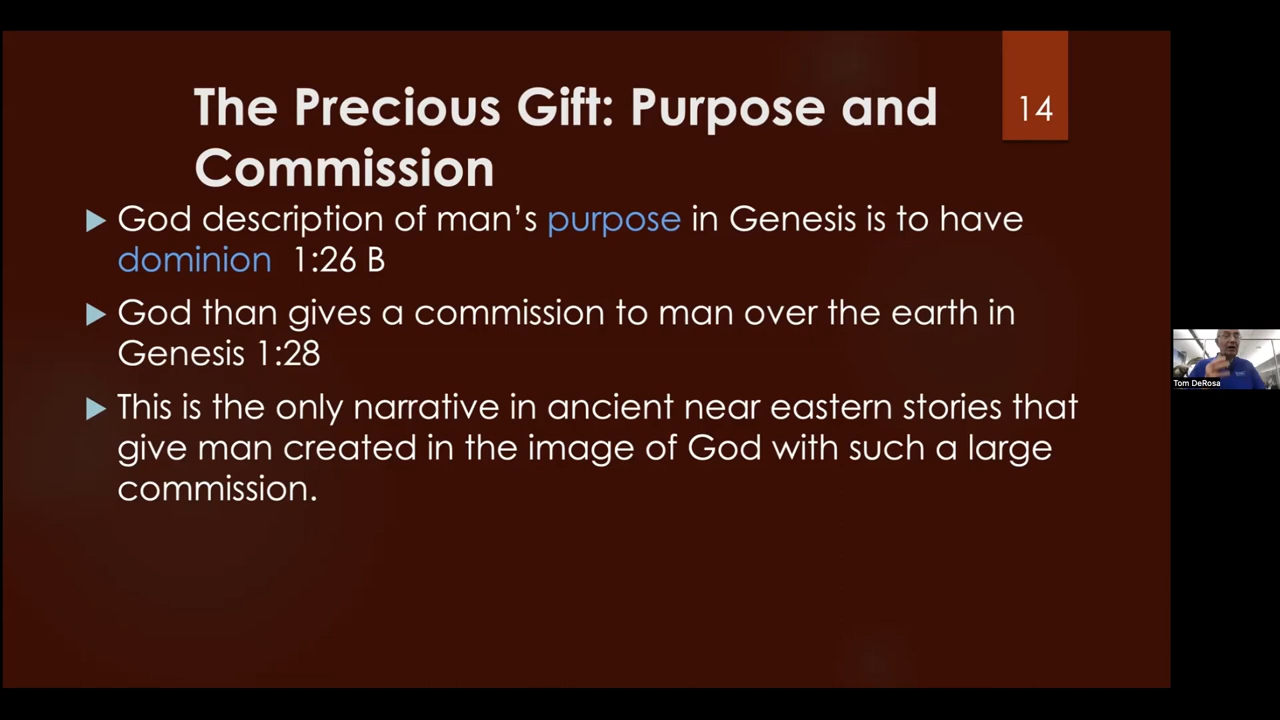 The Precious Gift: Purpose and
Commission
14
God description of man's purpose in Genesis is to have
dominion 1:26 B
God than gives a commission to man over the earth in
Genesis 1:28
This is the only narrative in ancient near eastern stories that
give man created in the image of God with such a large
commission.
Tom DeRosa